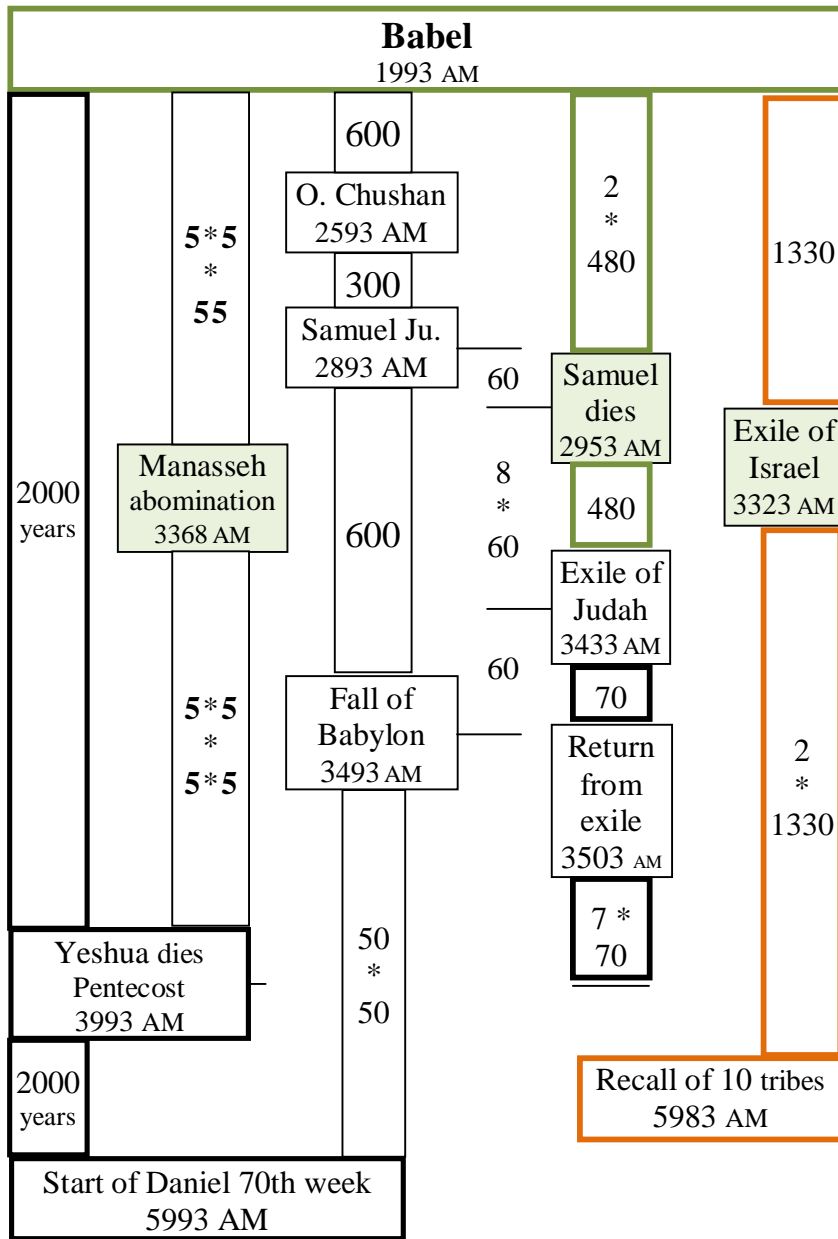 Babel
1993 AM
2000
years
Yeshua dies
Pentecost
3993 AM
2000
years
5*5
*
55
Manasseh
abomination
3368 AM
5*5
*
5*5
600
O. Chushan
2593 AM
300
Samuel Ju.
2893 AM
600
Fall of
Babylon
3493 AM
50
*
50
Start of Daniel 70th week
5993 AM
60
8
*
60
60
2
*
480
Samuel
dies
2953 AM
480
Exile of
Judah
3433 AM
70
Return
from
exile
3503 AM
7 *
70
1330
Exile of
Israel
3323 AM
2
*
1330
Recall of 10 tribes
5983 AM